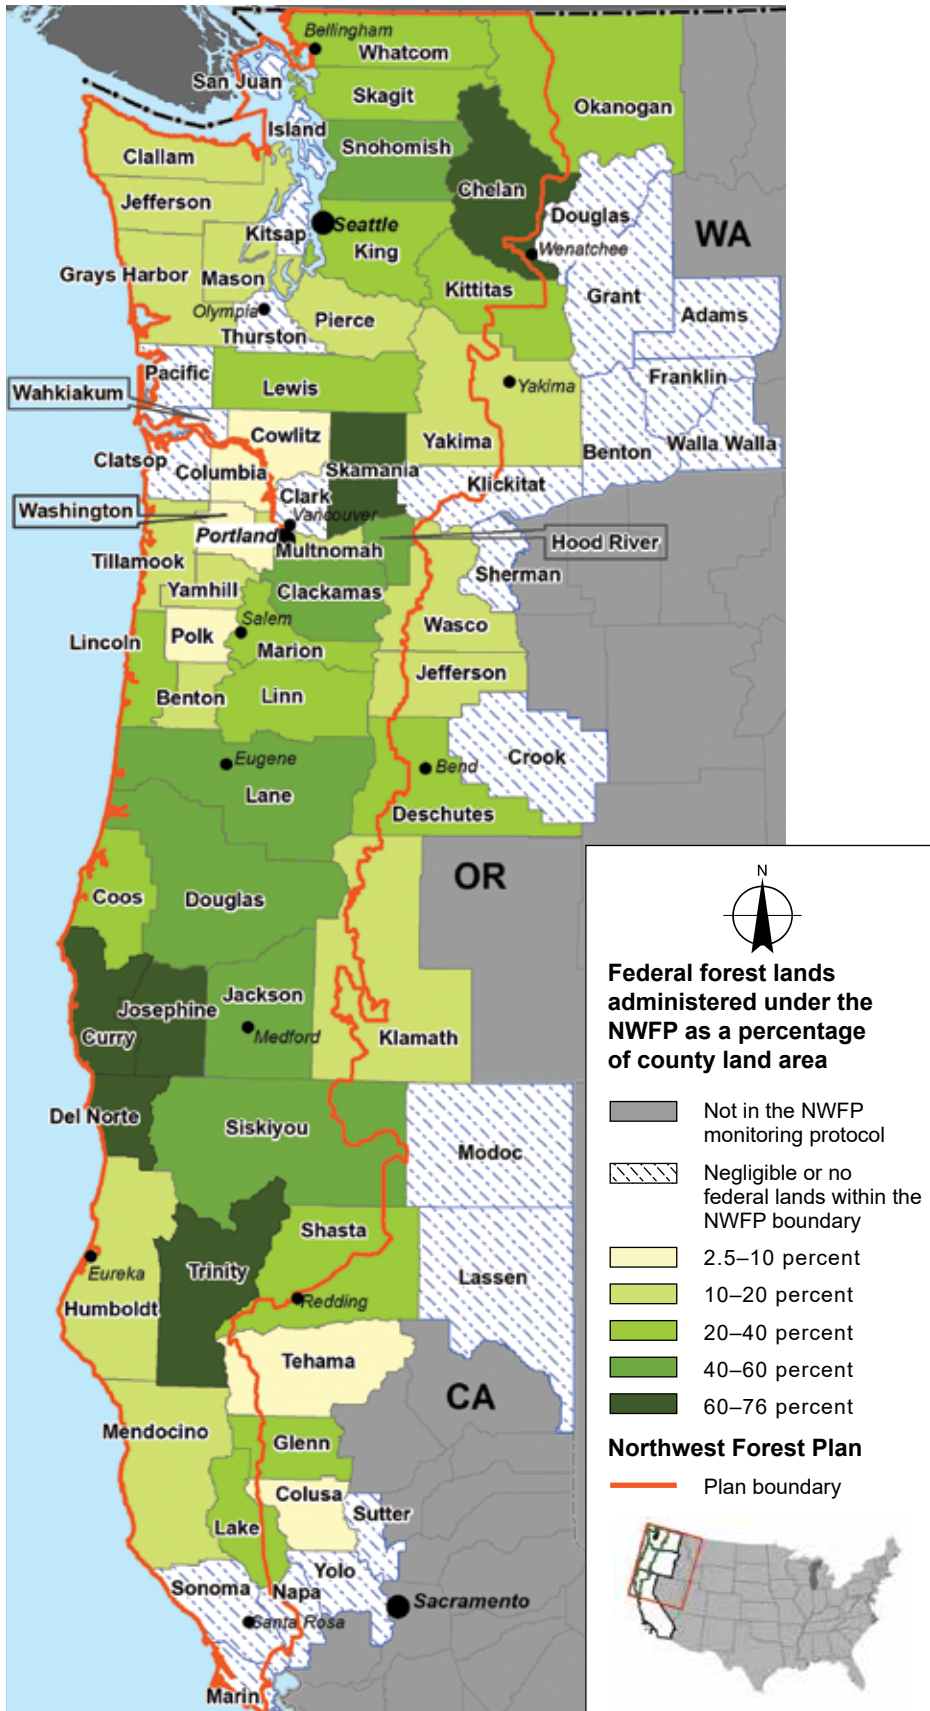 Bellingham
Whatcom
San Juan
Skagit
Okanogan
Island
Snohomish
Clallam
Chelan
Jefferson
Douglas
Seattle
Kitsap
WA
King
Wenatchee
Grays Harbor
Mason
Kittitas
Grant
Olympia
Pierce
Adams
Thurston
Pacific
Franklin
Lewis
Yakima
Wahkiakum
Cowlitz
Yakima
Benton
Walla Walla
Clatsop
Columbia
Skamania
Klickitat
Clark
Washington
Vancouver
Portland
Multnomah
Hood River
Tillamook
Sherman
Yamhill
Clackamas
Salem
Wasco
Lincoln
Polk
Marion
Jefferson
Benton
Linn
Eugene
Crook
Bend
Lane
Deschutes
OR
Coos
Douglas
Jackson
Josephine
Curry
Medford
Klamath
Del Norte
Siskiyou
Modoc
Shasta
Eureka
Trinity
Lassen
Humboldt
Redding
Tehama
CA
Mendocino
Glenn
Colusa
Sutter
Lake
Yolo
Sonoma
Napa
Sacramento
Santa Rosa
Marin
N
Federal forest lands
administered under the
NWFP as a percentage
of county land area
Not in the NWFP
monitoring protocol
Negligible or no
federal lands within the
NWFP boundary
2.5–10 percent
10–20 percent
20–40 percent
40–60 percent
60–76 percent
Northwest Forest Plan
Plan boundary